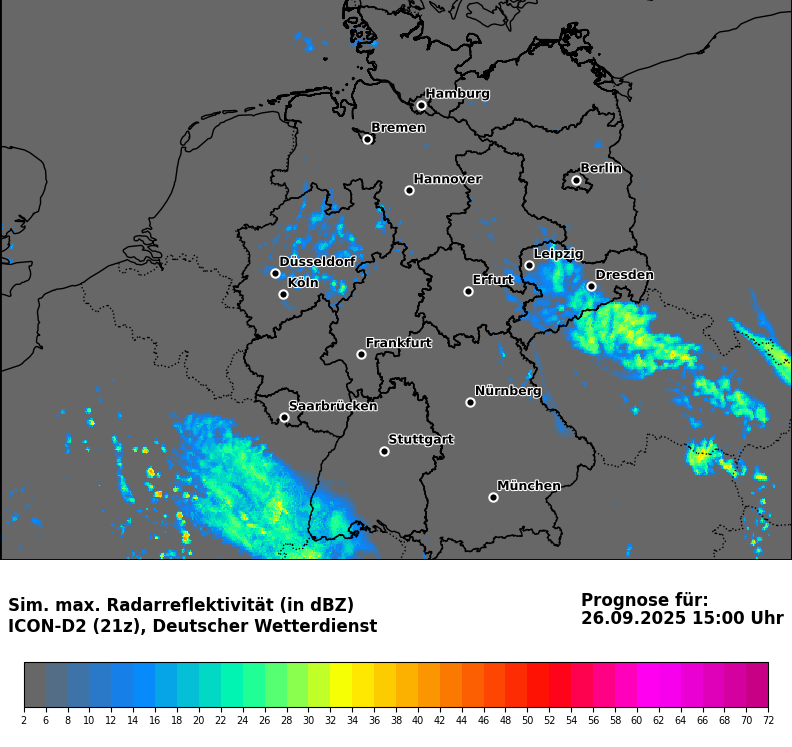 Hamburg
Bremen
Berlin
Hannover
Leipzig
Düsseldorf
Dresden
Köln
Erfurt
Frankfurt
Nürnberg
Saarbrücken
Stuttgart
München
Sim. max. Radarreflektivität (in dBZ)
ICON-D2 (21z), Deutscher Wetterdienst
Prognose für:
26.09.2025 15:00 Uhr
2 6 8 10 12 14 16 18 20 22 24 26 28 30 32 34 36 38 40 42 44 46 48 50 52 54 56 58 60 62 64 66 68 70 72